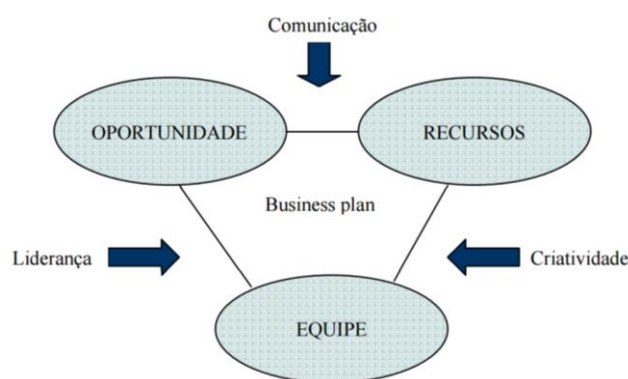 Comunicação
OPORTUNIDADE
RECURSOS
Business plan
Liderança
Criatividade
EQUIPE